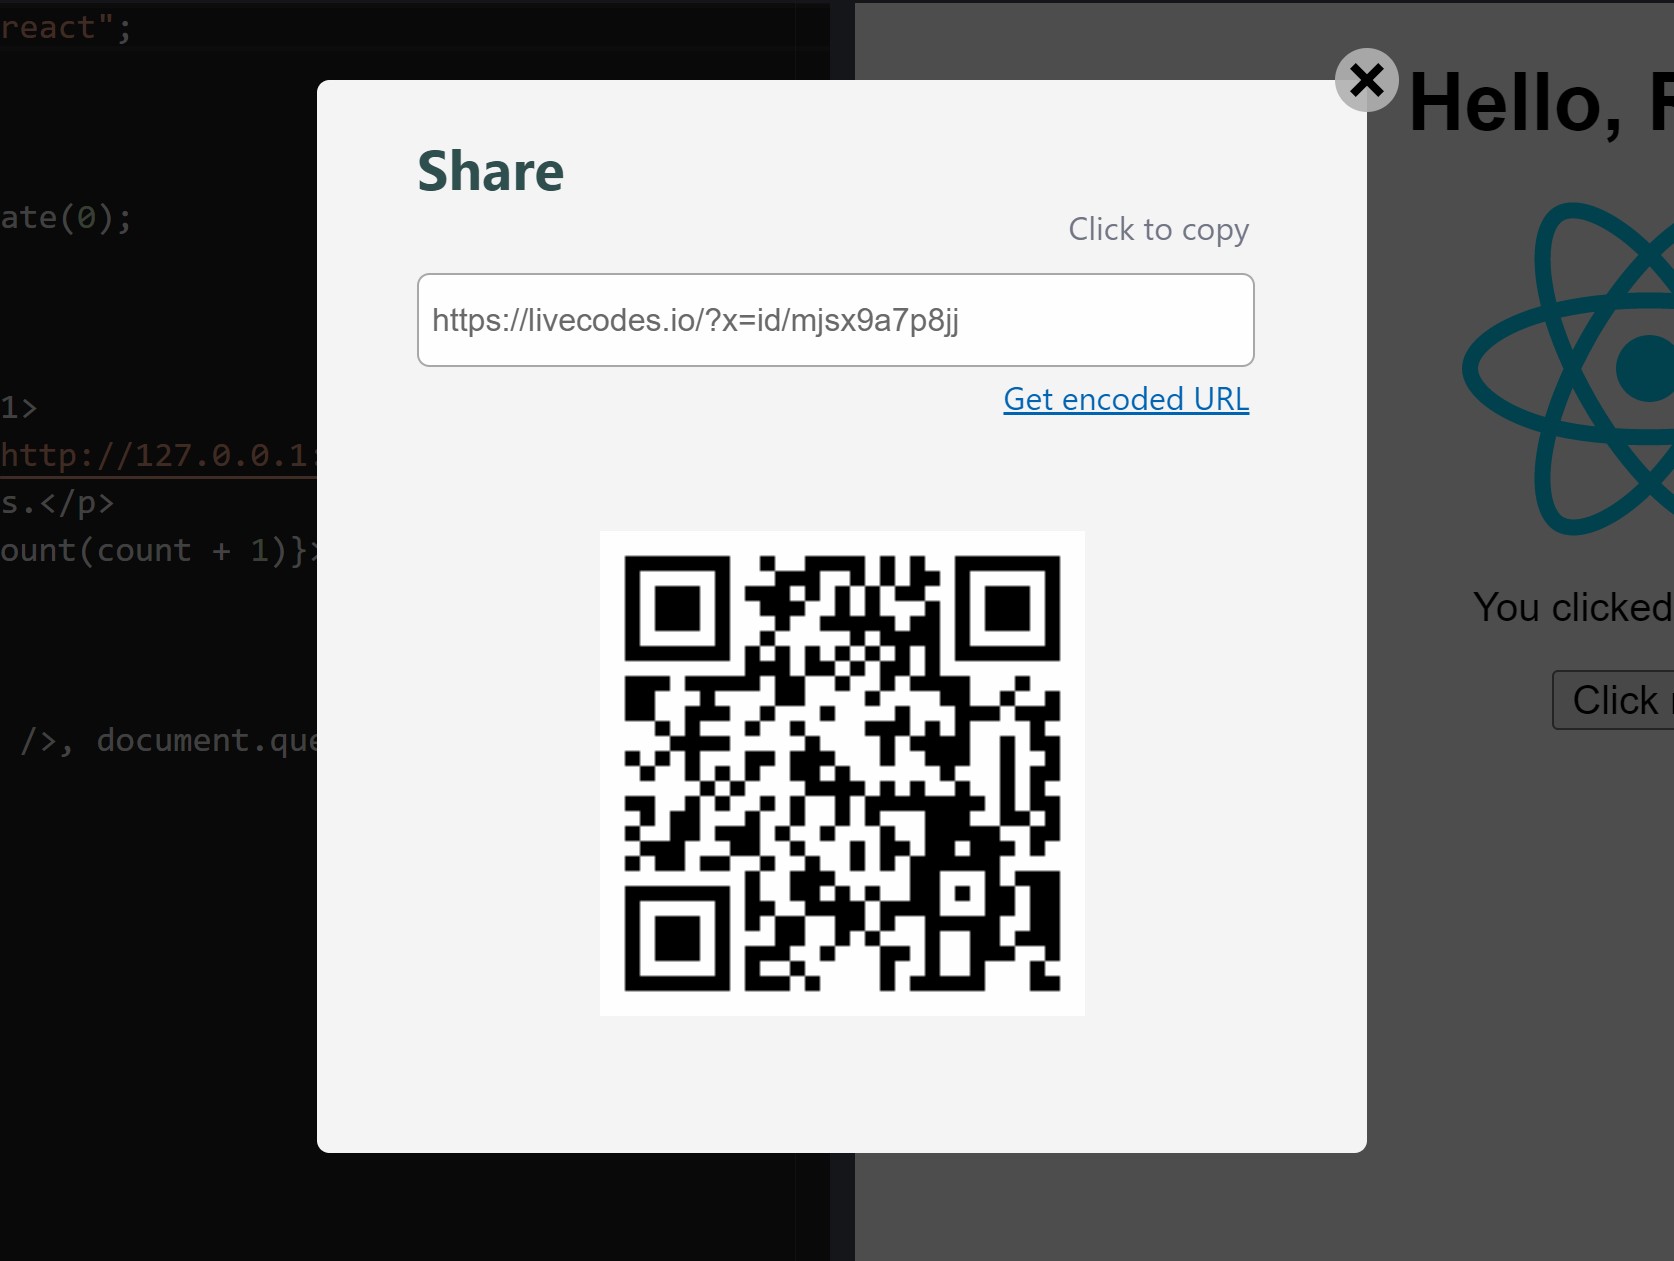 react";
ate(0);
1>
http://127.0.0.1:
s.</p>
ount(count + 1)}>
/>, document.que
Share
Click to copy
https://livecodes.io/?x=id/mjsx9a7p8jj
Get encoded URL
Hello, R
You clicked
Click